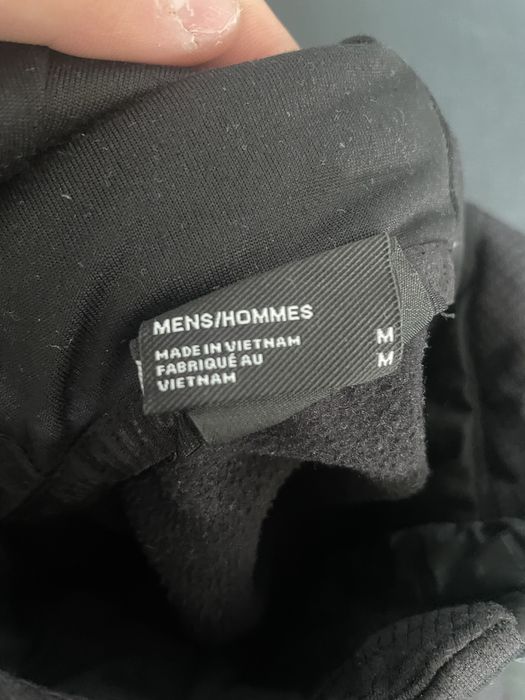 MENS/HOMMES
MADE IN VIETNAM M
FABRIQUÉ AU M
VIETNAM